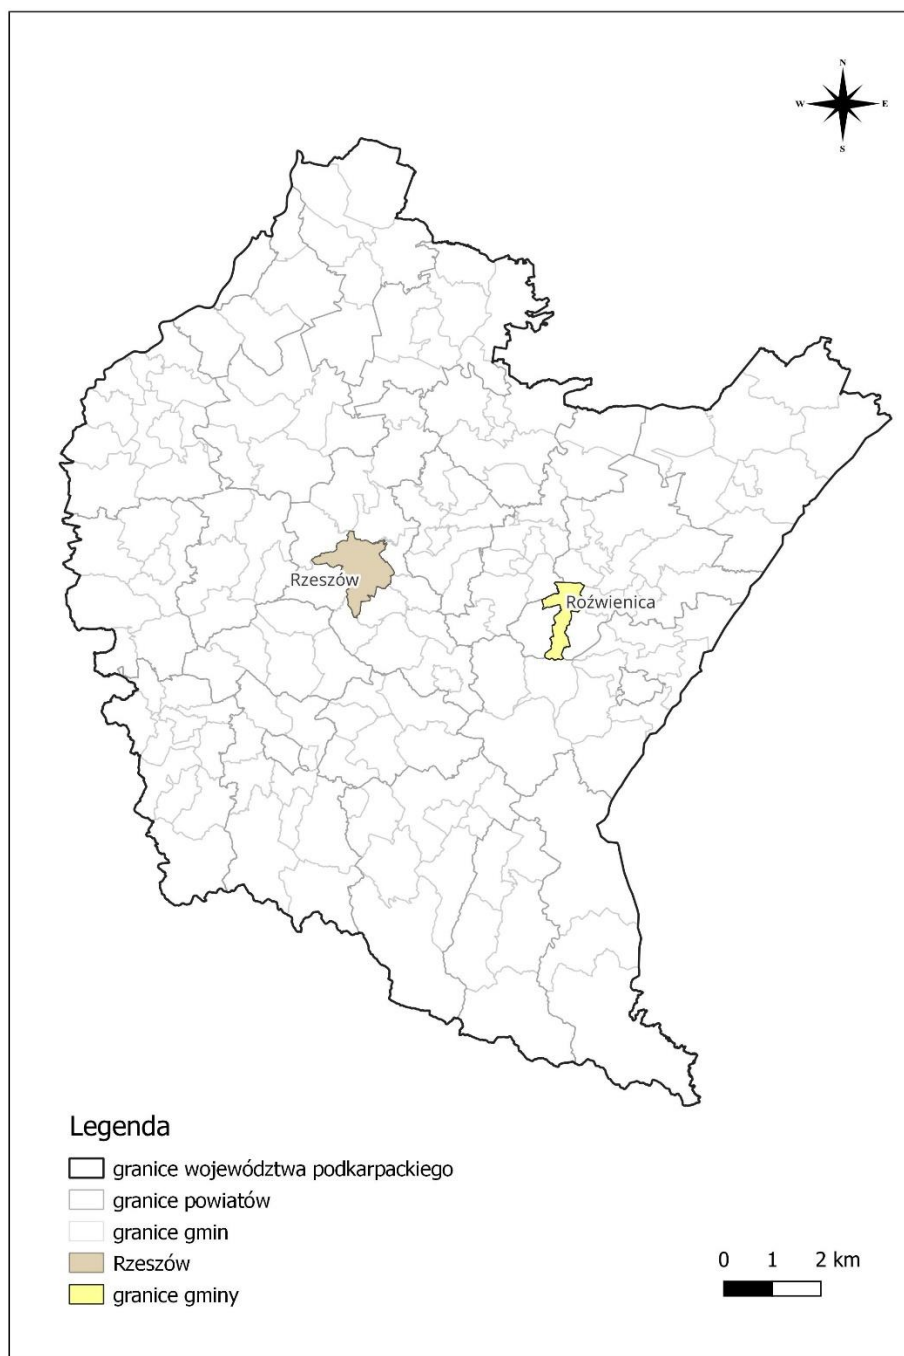 N
W E
S
Rzeszów
Roźwienica
Legenda
granice województwa podkarpackiego
granice powiatów
granice gmin
Rzeszów
granice gminy
0 1 2 km